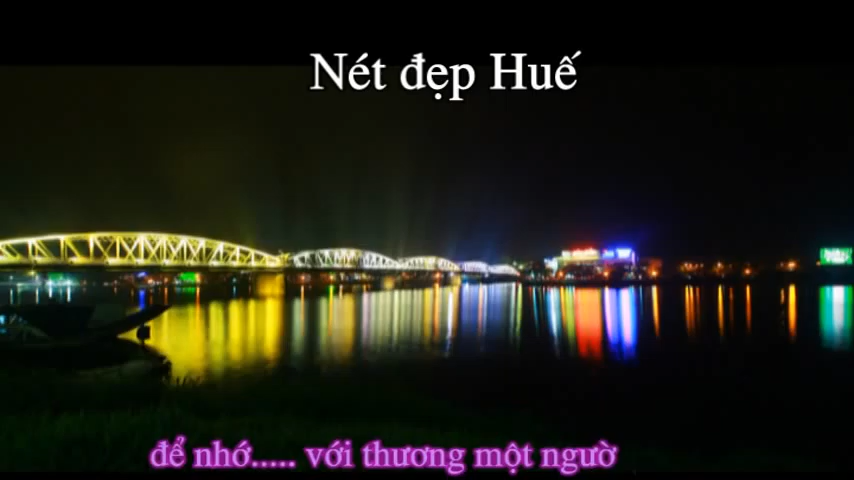 Nét đẹp Huế
để nhớ..... với thương một ngườ